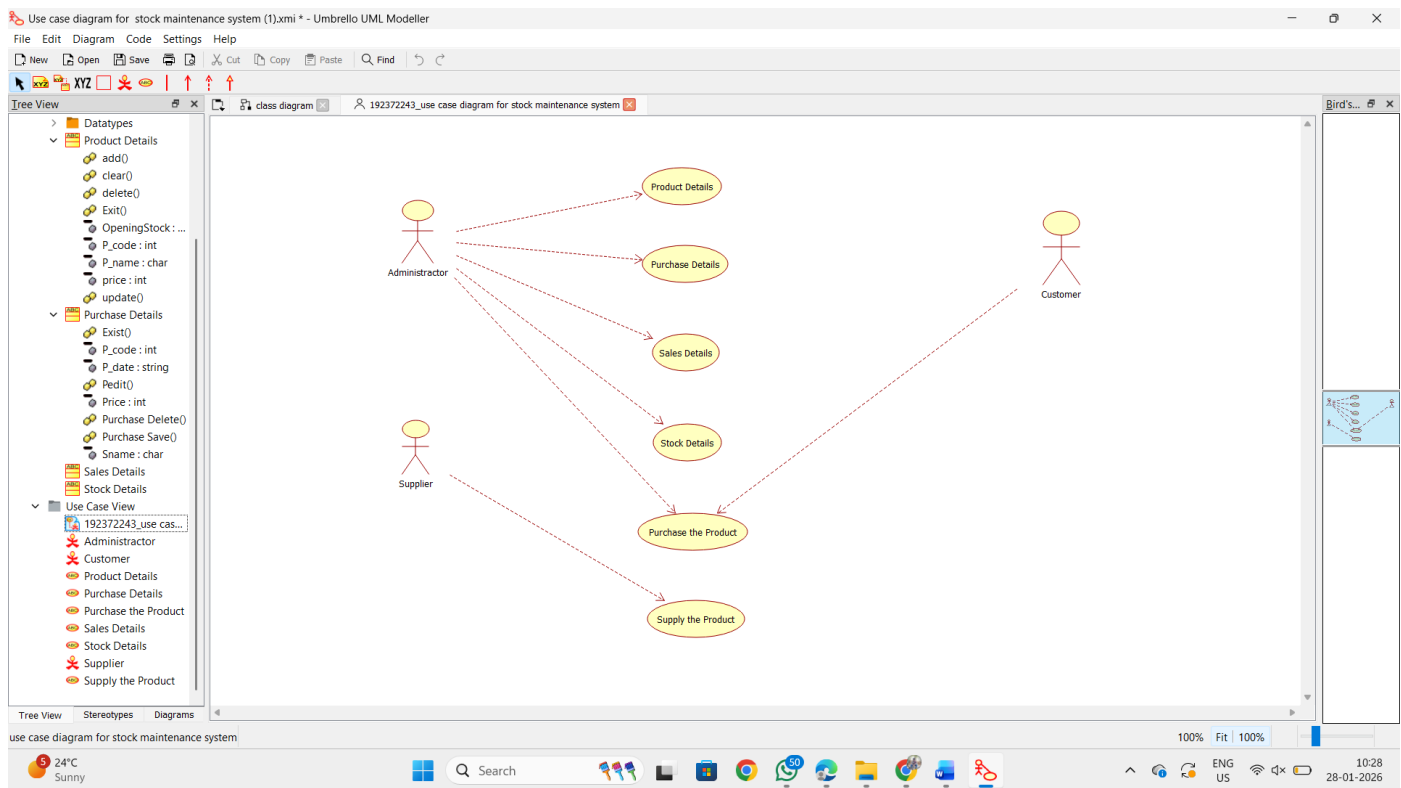 Use case diagram for  stock maintenance system (1).xmi * - Umbrello UML Modeller
File Edit Diagram Code Settings Help
New Open Save Cut Copy Paste Find
XYZ XYZ
Tree View
class diagram
192372243_use case diagram for stock maintenance system
Bird's...
Datatypes
Product Details
add()
clear()
delete()
Exit()
OpeningStock : ...
P_code : int
P_name : char
price : int
update()
Purchase Details
Exist()
P_code : int
P_date : string
Pedit()
Price : int
Purchase Delete()
Purchase Save()
Sname : char
Sales Details
Stock Details
Use Case View
192372243_use cas...
Administractor
Customer
Product Details
Purchase Details
Purchase the Product
Sales Details
Stock Details
Supplier
Supply the Product
Tree View Stereotypes Diagrams
Product Details
Administractor
Purchase Details
Customer
Sales Details
Stock Details
Supplier
Purchase the Product
Supply the Product
use case diagram for stock maintenance system
100% Fit 100%
5
24°C
Sunny
Search
50
ENG
US
10:28
28-01-2026